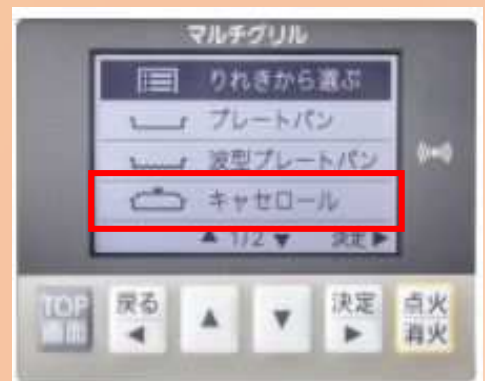 マルチグリル
りれきから選ぶ
プレートパン
波型プレートパン
キャセロール
▲ 1/2 ▼ 決定▶
TOP
画面
戻る
◀
▲
▼
決定
▶
点火
消火